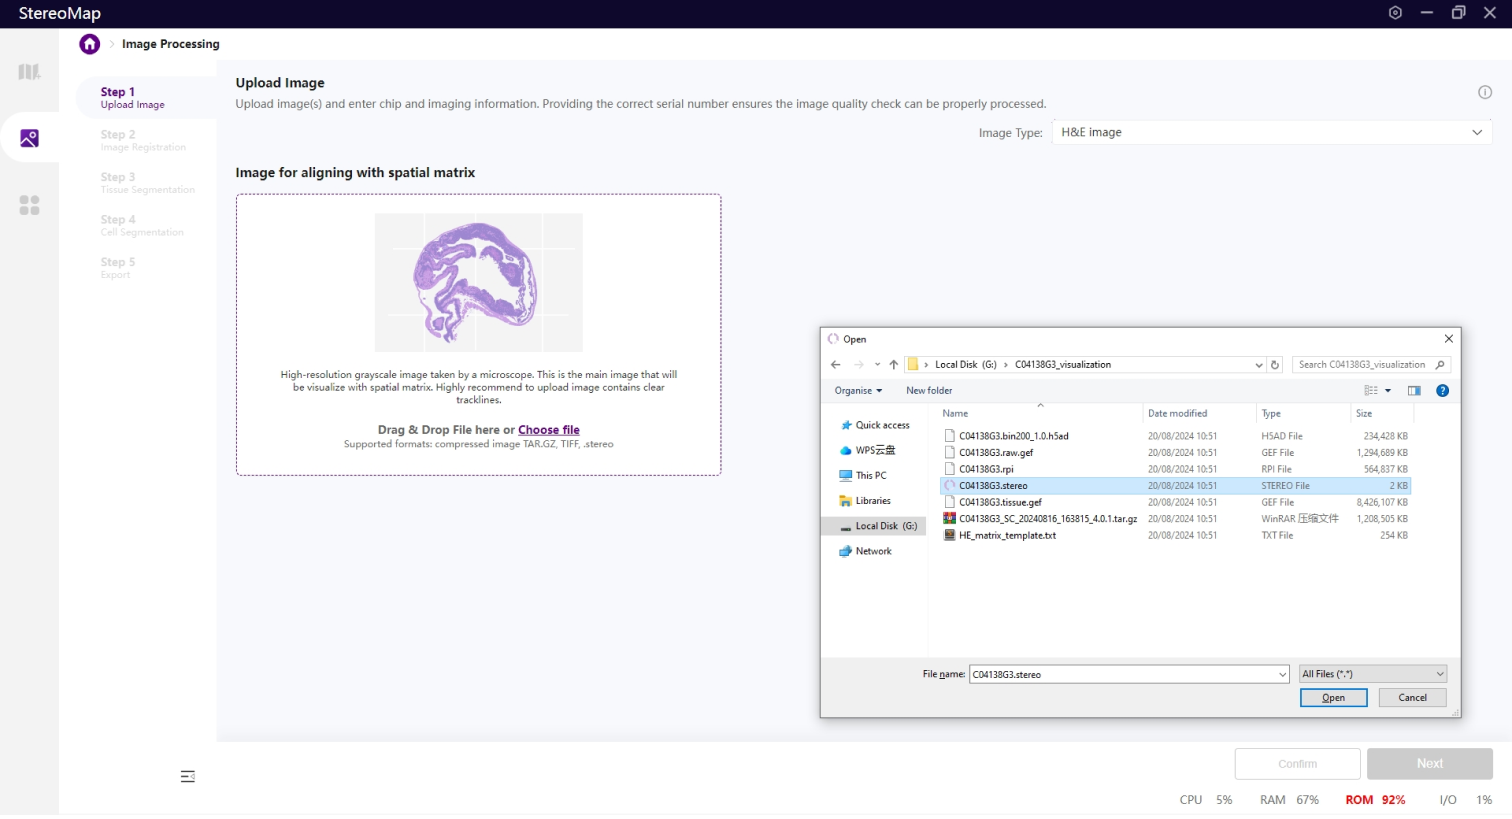 StereoMap
Image Processing
Step 1
Upload Image
Step 2
Image Registration
Step 3
Tissue Segmentation
Step 4
Cell Segmentation
Step 5
Export
Upload Image
Upload image(s) and enter chip and imaging information. Providing the correct serial number ensures the image quality check can be properly processed.
Image Type: H&E image
Image for aligning with spatial matrix
High-resolution grayscale image taken by a microscope. This is the main image that will
be visualize with spatial matrix. Highly recommend to upload image contains clear
tracklines.
Drag & Drop File here or Choose file
Supported formats: compressed image TAR.GZ, TIFF, .stereo
Open
Local Disk (G:) › C04138G3_visualization
Search C04138G3_visualization
Organise New folder
Quick access
WPS云盘
This PC
Libraries
Local Disk (G:)
Network
Name Date modified Type Size
C04138G3.bin200_1.0.h5ad 20/08/2024 10:51 H5AD File 234,428 KB
C04138G3.raw.gef 20/08/2024 10:51 GEF File 1,294,689 KB
C04138G3.rpi 20/08/2024 10:51 RPI File 564,837 KB
C04138G3.stereo 20/08/2024 10:51 STEREO File 2 KB
C04138G3.tissue.gef 20/08/2024 10:51 GEF File 8,426,107 KB
C04138G3_SC_20240816_163815_4.0.1.tar.gz 20/08/2024 10:51 WinRAR 压缩文件 1,208,505 KB
HE_matrix_template.txt 20/08/2024 10:51 TXT File 254 KB
File name: C04138G3.stereo All Files (*.*)
Open Cancel
Confirm Next
CPU 5% RAM 67% ROM 92% I/O 1%